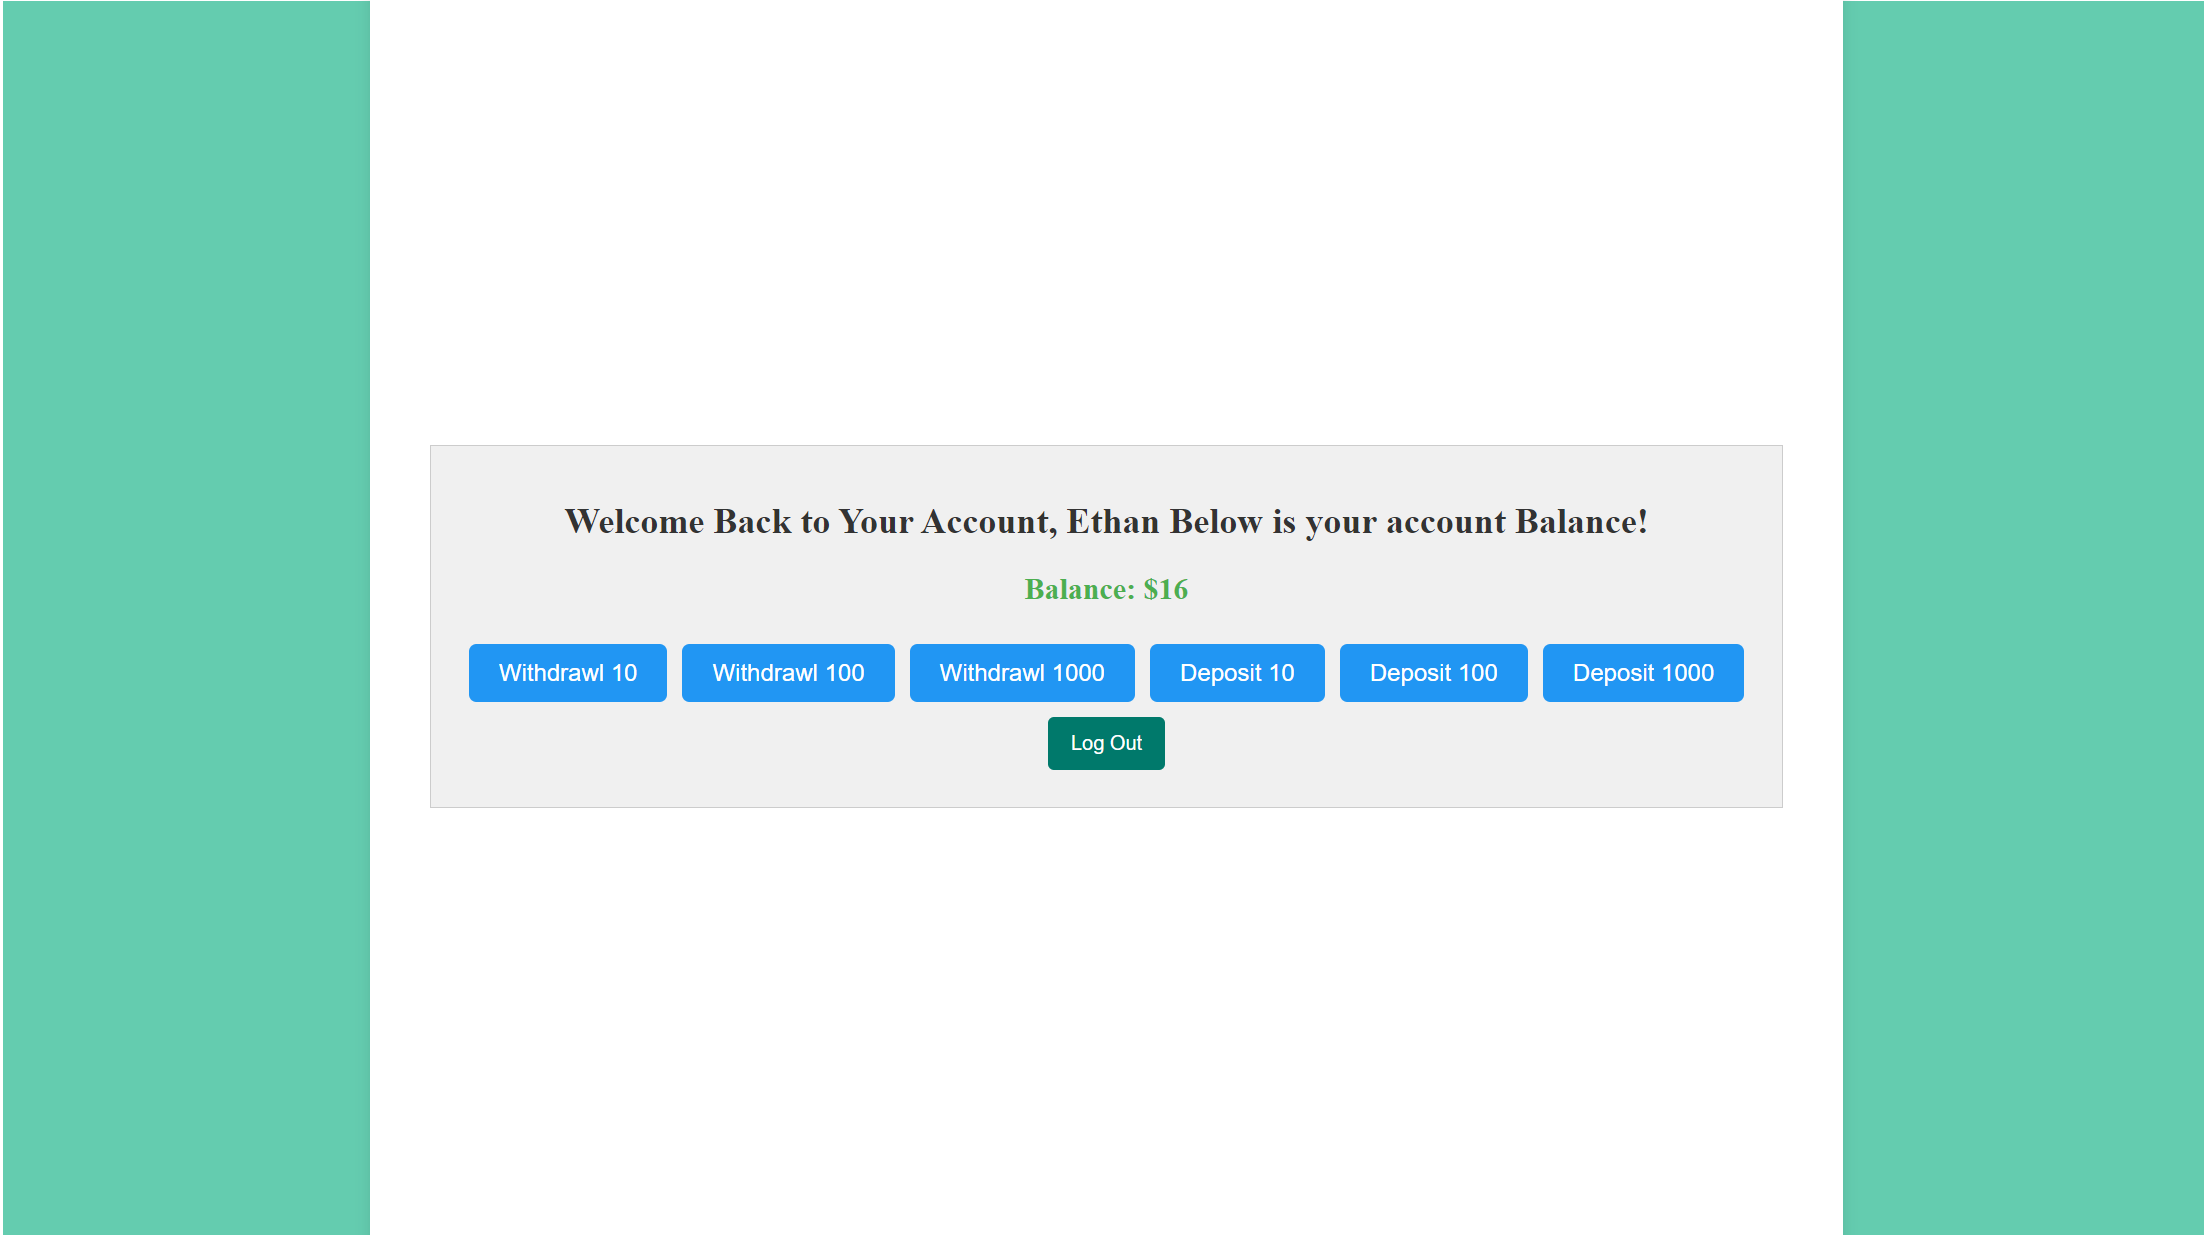 Welcome Back to Your Account, Ethan Below is your account Balance!
Balance: $16
Withdrawl 10 Withdrawl 100 Withdrawl 1000 Deposit 10 Deposit 100 Deposit 1000
Log Out